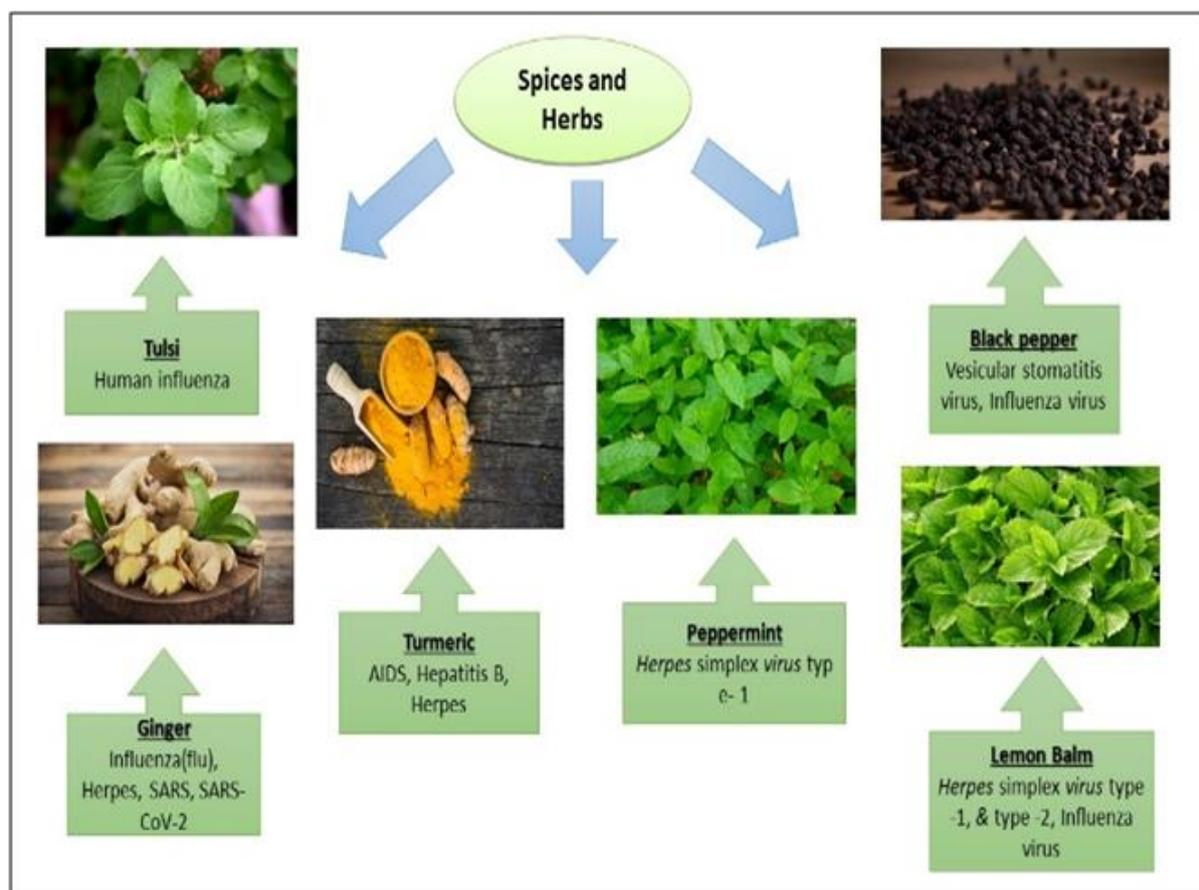 Spices and
Herbs
Tulsi
Human influenza
Black pepper
Vesicular stomatitis
virus, Influenza virus
Turmeric
AIDS, Hepatitis B,
Herpes
Peppermint
Herpes simplex virus typ
e- 1
Ginger
Influenza(flu),
Herpes, SARS, SARS-
CoV-2
Lemon Balm
Herpes simplex virus type
-1, & type -2, Influenza
virus